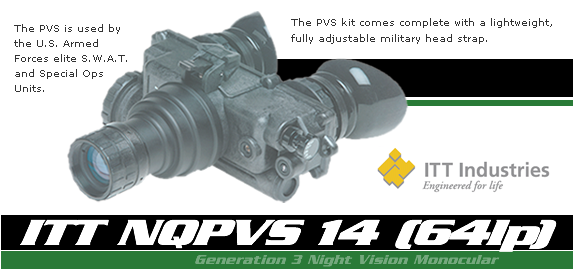 The PVS is used by
the U.S. Armed
Forces elite S.W.A.T.
and Special Ops
Units.
The PVS kit comes complete with a lightweight,
fully adjustable military head strap.
ITT Industries
Engineered for life
ITT NQPVS 14 (64lp)
Generation 3 Night Vision Monocular